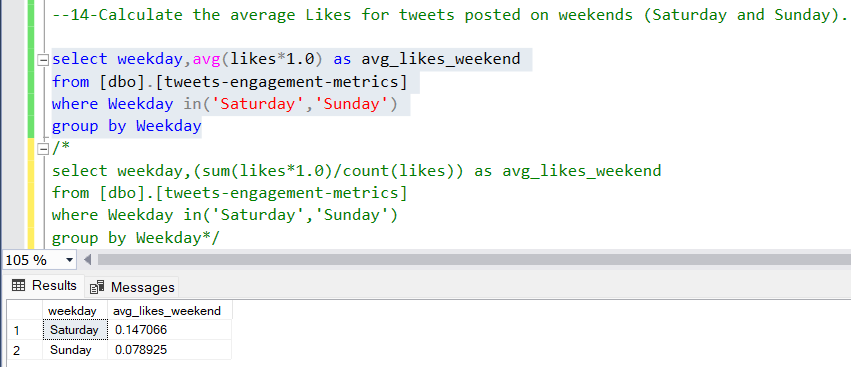 --14-Calculate the average Likes for tweets posted on weekends (Saturday and Sunday).
select weekday,avg(likes*1.0) as avg_likes_weekend
from [dbo].[tweets-engagement-metrics]
where Weekday in('Saturday','Sunday')
group by Weekday
/*
select weekday,(sum(likes*1.0)/count(likes)) as avg_likes_weekend
from [dbo].[tweets-engagement-metrics]
where Weekday in('Saturday','Sunday')
group by Weekday*/
105 %
Results Messages
weekday avg_likes_weekend
1 Saturday 0.147066
2 Sunday 0.078925